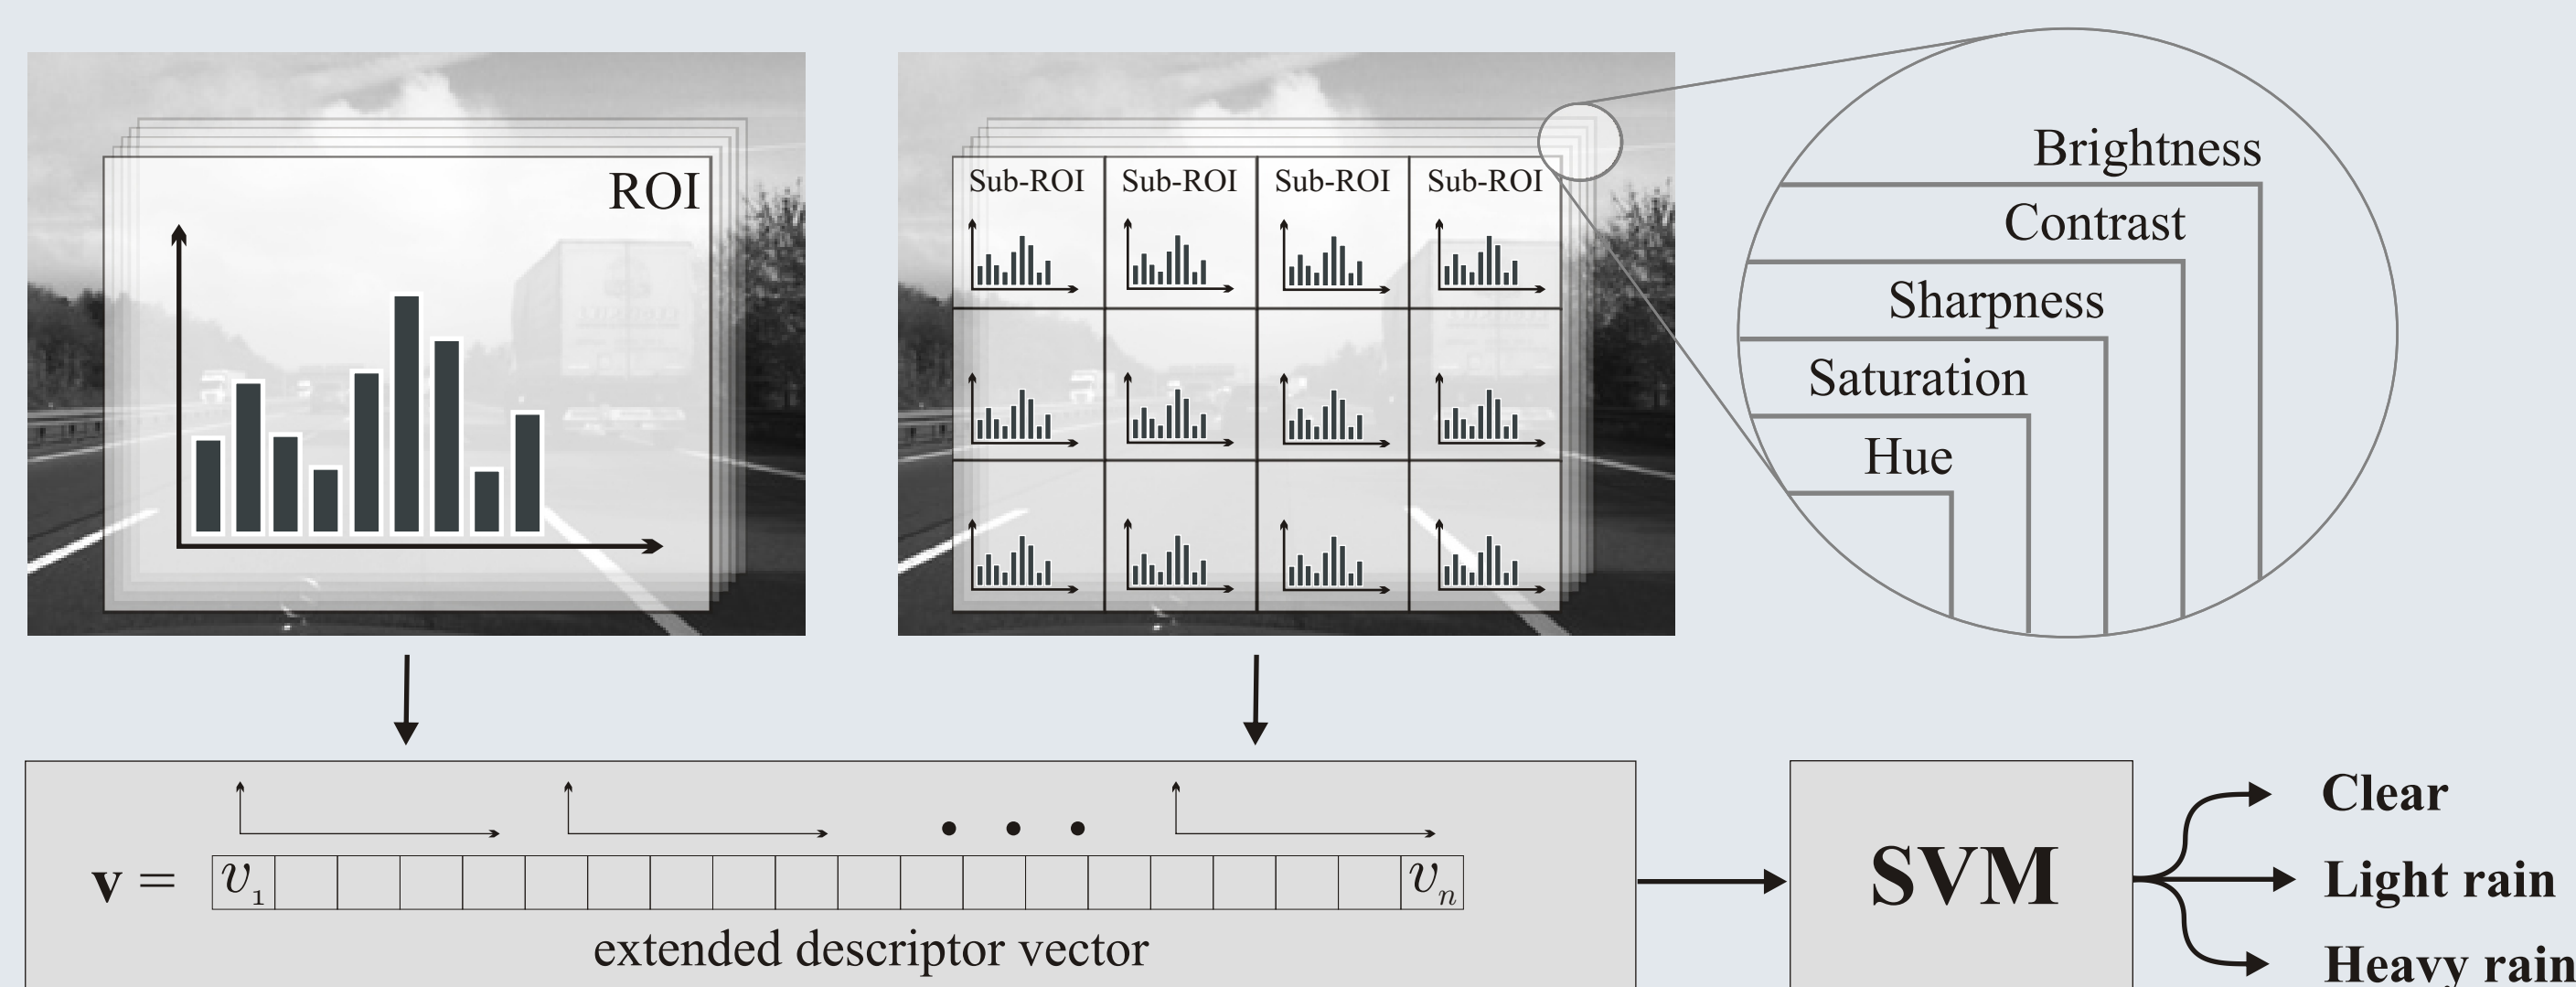 ROI
Sub-ROI Sub-ROI Sub-ROI Sub-ROI
Brightness
Contrast
Sharpness
Saturation
Hue
v = v₁ vₙ
extended descriptor vector
SVM
Clear
Light rain
Heavy rain